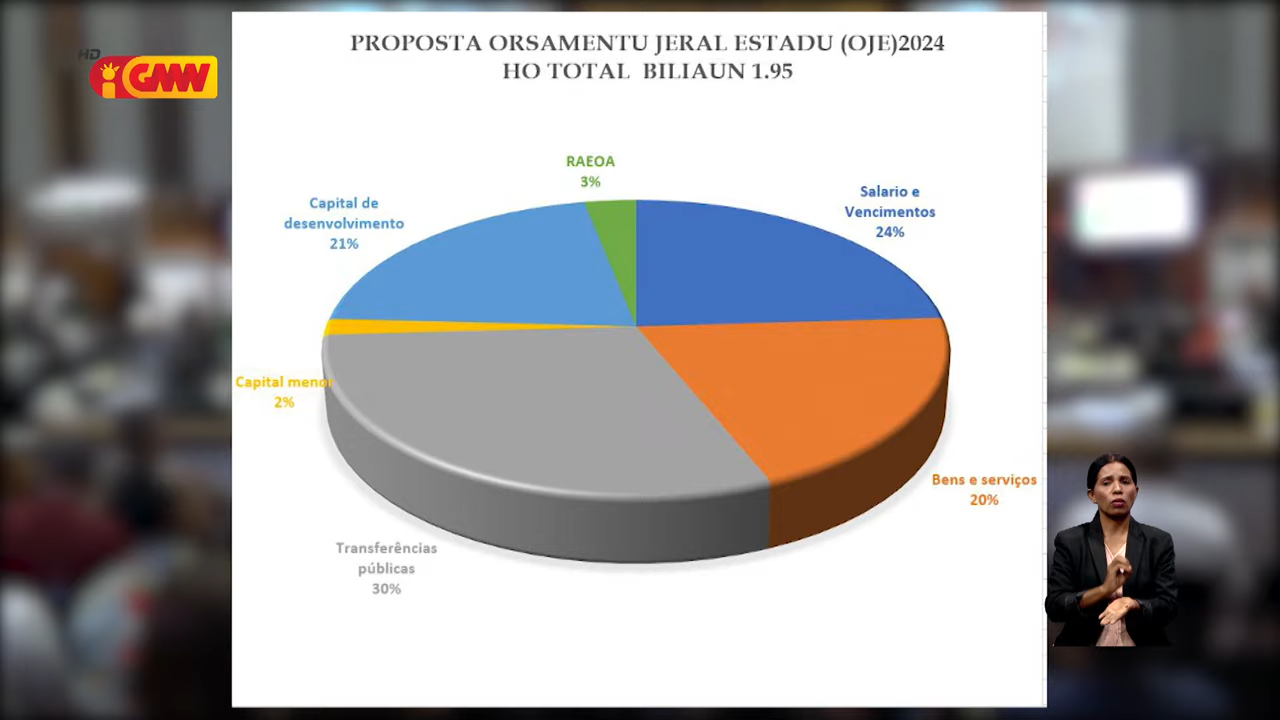 HD
iGMW
PROPOSTA ORSAMENTU JERAL ESTADU (OJE)2024
HO TOTAL BILIAUN 1.95
RAEOA
3%
Capital de
desenvolvimento
21%
Salario e
Vencimentos
24%
Capital menor
2%
Bens e serviços
20%
Transferências
públicas
30%